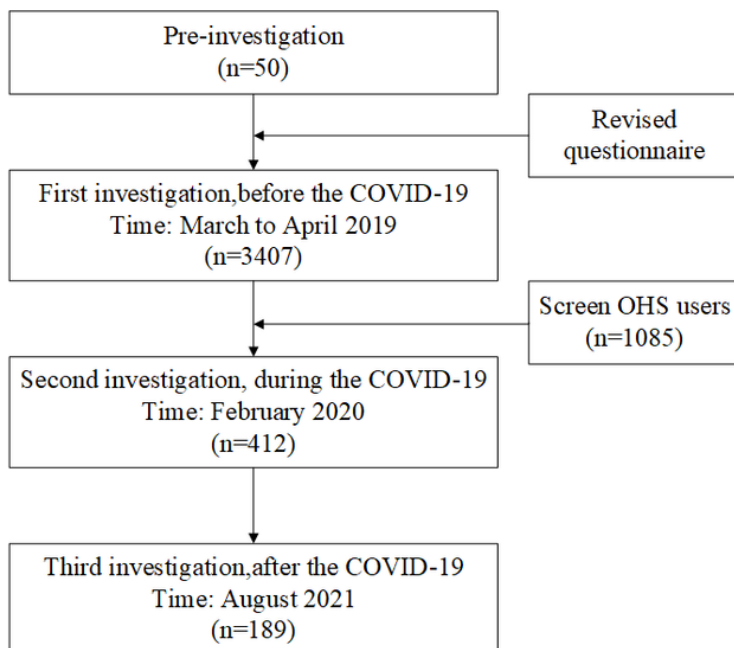 Pre-investigation
(n=50)
Revised
questionnaire
First investigation,before the COVID-19
Time: March to April 2019
(n=3407)
Screen OHS users
(n=1085)
Second investigation, during the COVID-19
Time: February 2020
(n=412)
Third investigation,after the COVID-19
Time: August 2021
(n=189)